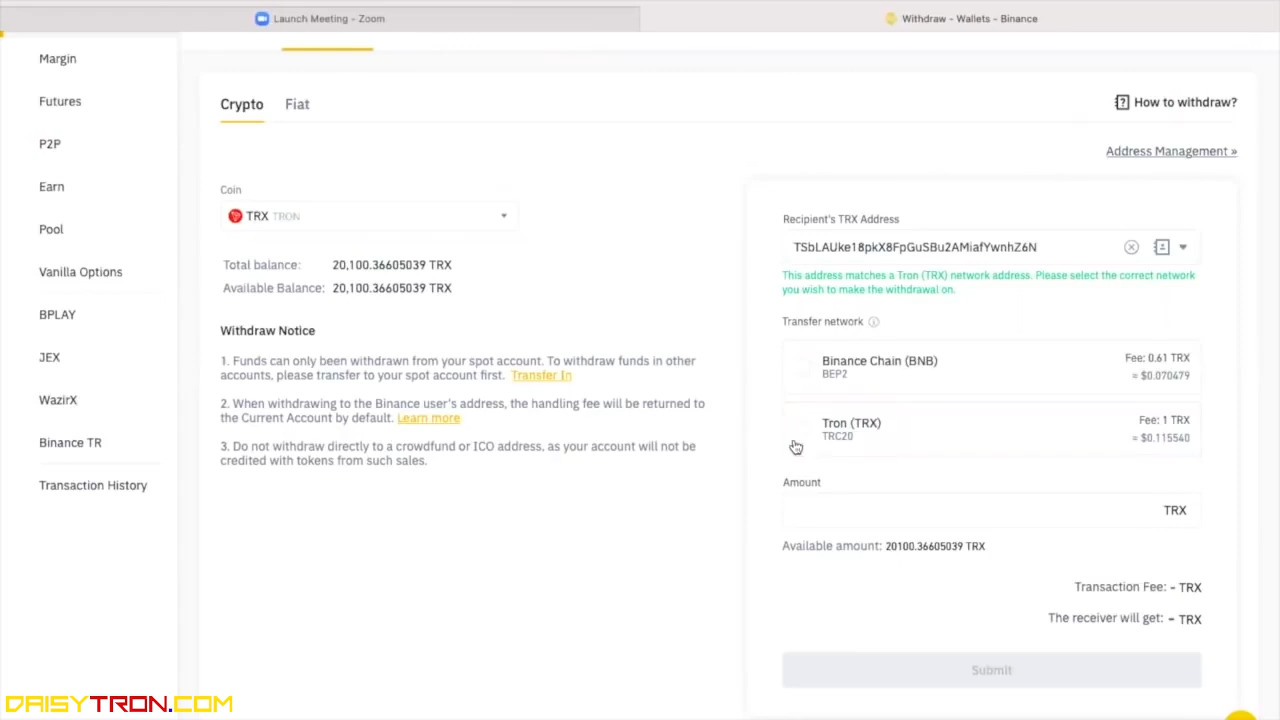 Launch Meeting - Zoom
Withdraw - Wallets - Binance
Margin
Futures
P2P
Earn
Pool
Vanilla Options
BPLAY
JEX
WazirX
Binance TR
Transaction History
Crypto
Fiat
How to withdraw?
Address Management »
Coin
TRX TRON
Total balance: 20,100.36605039 TRX
Available Balance: 20,100.36605039 TRX
Withdraw Notice
1. Funds can only been withdrawn from your spot account. To withdraw funds in other
accounts, please transfer to your spot account first. Transfer In
2. When withdrawing to the Binance user's address, the handling fee will be returned to
the Current Account by default. Learn more
3. Do not withdraw directly to a crowdfund or ICO address, as your account will not be
credited with tokens from such sales.
Recipient's TRX Address
TSbLAUke18pkX8FpGuSBu2AMiafYwnhZ6N
This address matches a Tron (TRX) network address. Please select the correct network
you wish to make the withdrawal on.
Transfer network
Binance Chain (BNB)
BEP2
Fee: 0.61 TRX
≈ $0.070479
Tron (TRX)
TRC20
Fee: 1 TRX
≈ $0.115540
Amount
TRX
Available amount: 20100.36605039 TRX
Transaction Fee: - TRX
The receiver will get: - TRX
Submit
DAISYTRON.COM